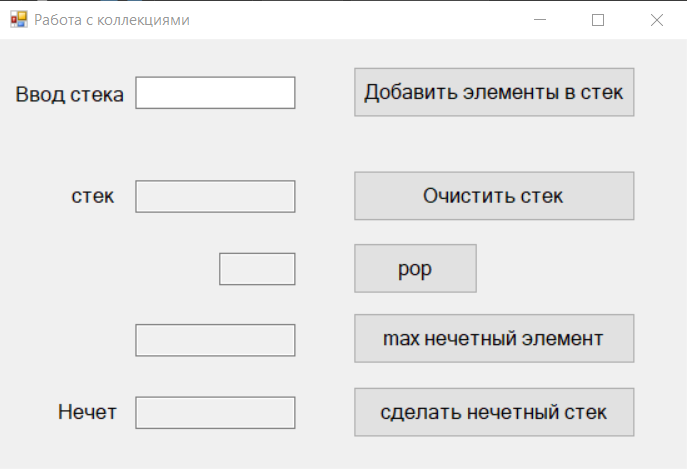 Работа с коллекциями
Ввод стека
Добавить элементы в стек
стек
Очистить стек
pop
max нечетный элемент
Нечет
сделать нечетный стек